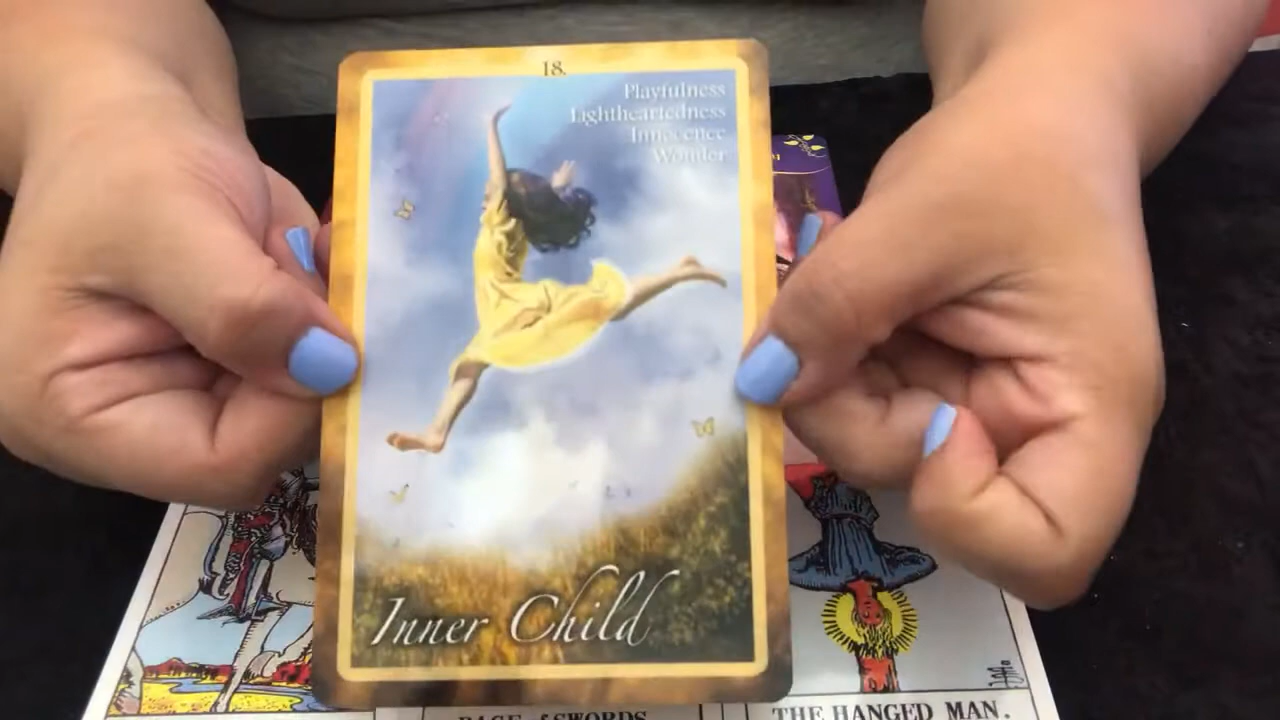 18.
Playfulness
Lightheartedness
Innocence
Wonder
Inner Child
PAGE of SWORDS
THE HANGED MAN.